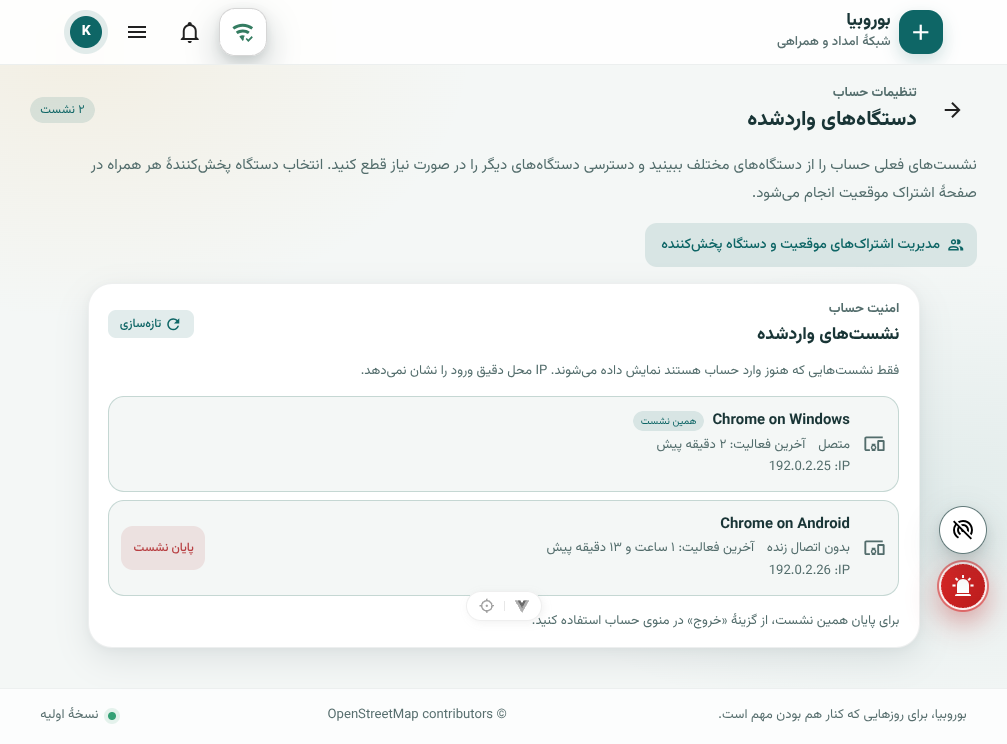 بوروبیا
شبکهٔ امداد و همراهی
K
تنظیمات حساب
دستگاه‌های واردشده
۲ نشست
نشست‌های فعلی حساب را از دستگاه‌های مختلف ببینید و دسترسی دستگاه‌های دیگر را در صورت نیاز قطع کنید. انتخاب دستگاه پخش‌کنندهٔ هر همراه در
صفحهٔ اشتراک موقعیت انجام می‌شود.
مدیریت اشتراک‌های موقعیت و دستگاه پخش‌کننده
امنیت حساب
نشست‌های واردشده
تازه‌سازی
فقط نشست‌هایی که هنوز وارد حساب هستند نمایش داده می‌شوند. IP محل دقیق ورود را نشان نمی‌دهد.
Chrome on Windows همین نشست
متصل آخرین فعالیت: ۲ دقیقه پیش
IP: 192.0.2.25
Chrome on Android
بدون اتصال زنده آخرین فعالیت: ۱ ساعت و ۱۳ دقیقه پیش
IP: 192.0.2.26
پایان نشست
برای پایان همین نشست، از گزینهٔ «خروج» در منوی حساب استفاده کنید.
بوروبیا، برای روزهایی که کنار هم بودن مهم است.
© OpenStreetMap contributors
نسخهٔ اولیه